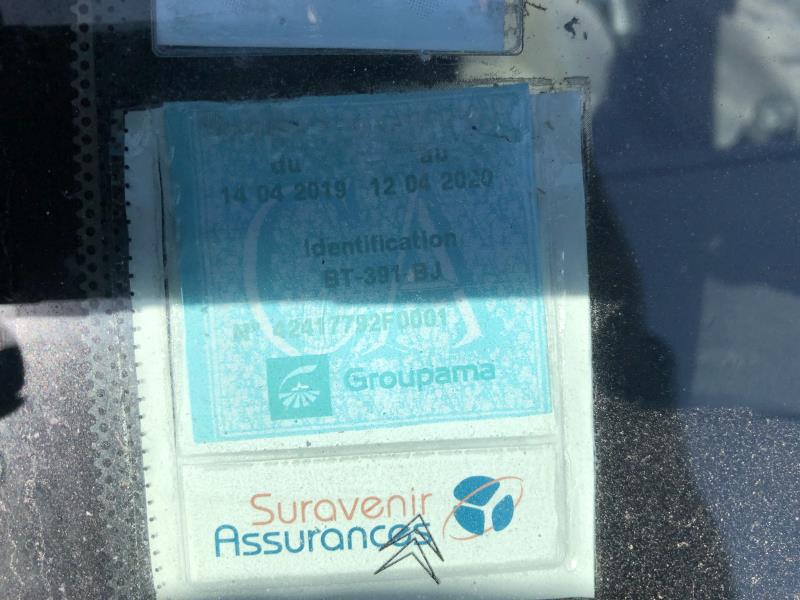 du au
14 04 2019 12 04 2020
Identification
BT-391-BJ
N° 42417792F0001
Groupama
Suravenir
Assurances